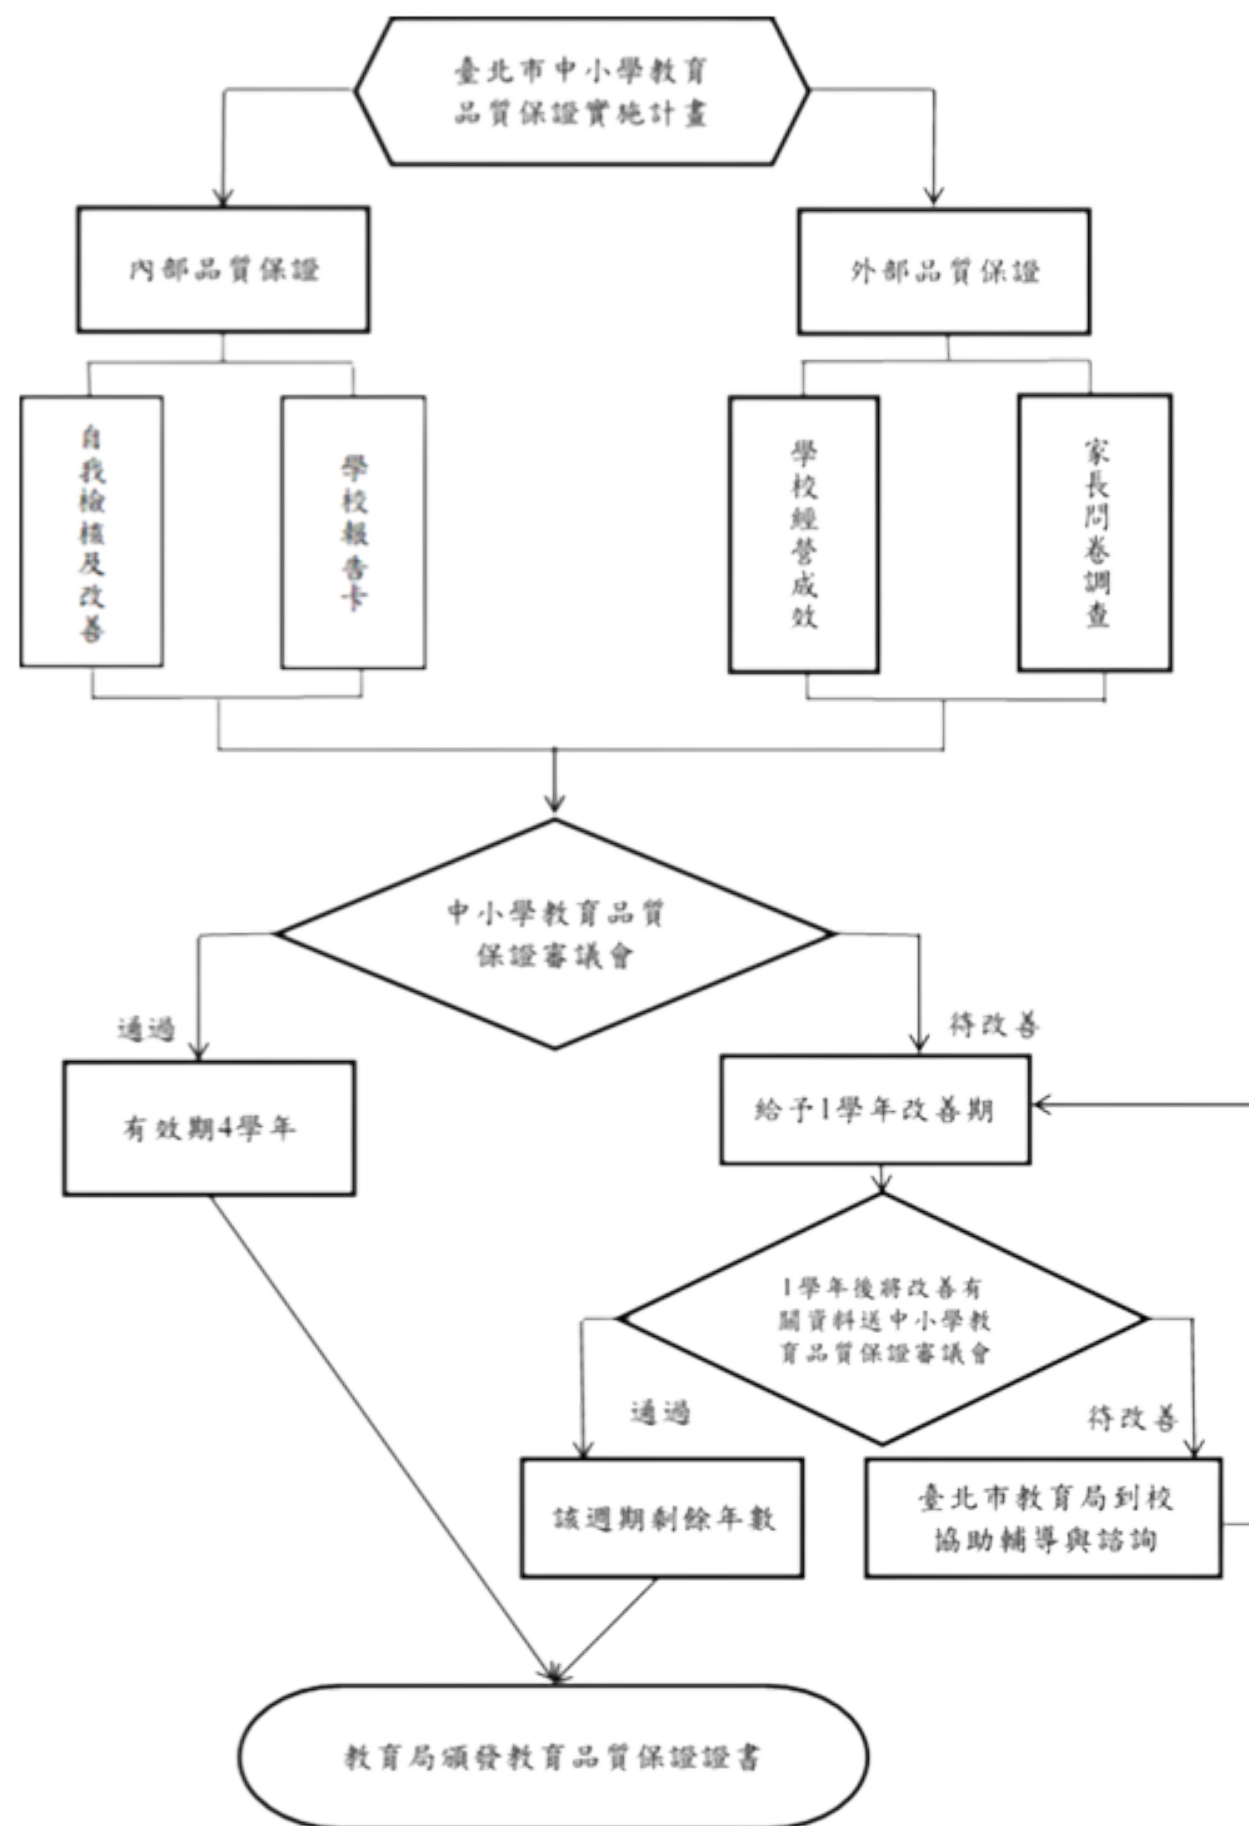 臺北市中小學教育
品質保證實施計畫
內部品質保證
外部品質保證
自我檢核及改善
學校報告卡
學校經營成效
家長問卷調查
中小學教育品質
保證審議會
通過
待改善
有效期4學年
給予1學年改善期
1學年後將改善有
關資料送中小學教
育品質保證審議會
通過
待改善
該週期剩餘年數
臺北市教育局到校
協助輔導與諮詢
教育局頒發教育品質保證證書